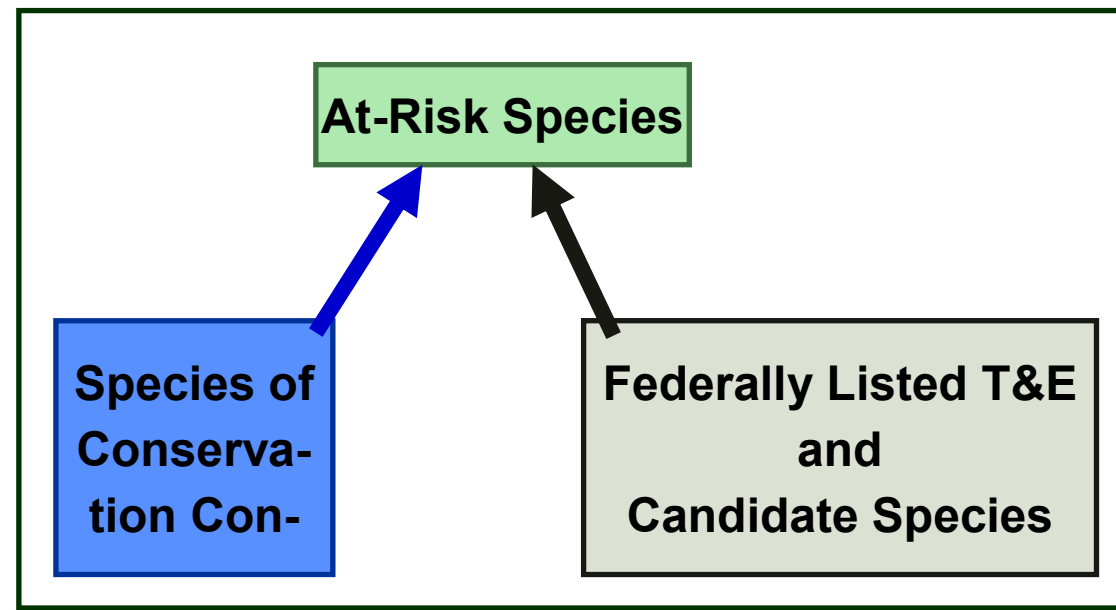 At-Risk Species
Species of
Conserva-
tion Con-
Federally Listed T&E
and
Candidate Species